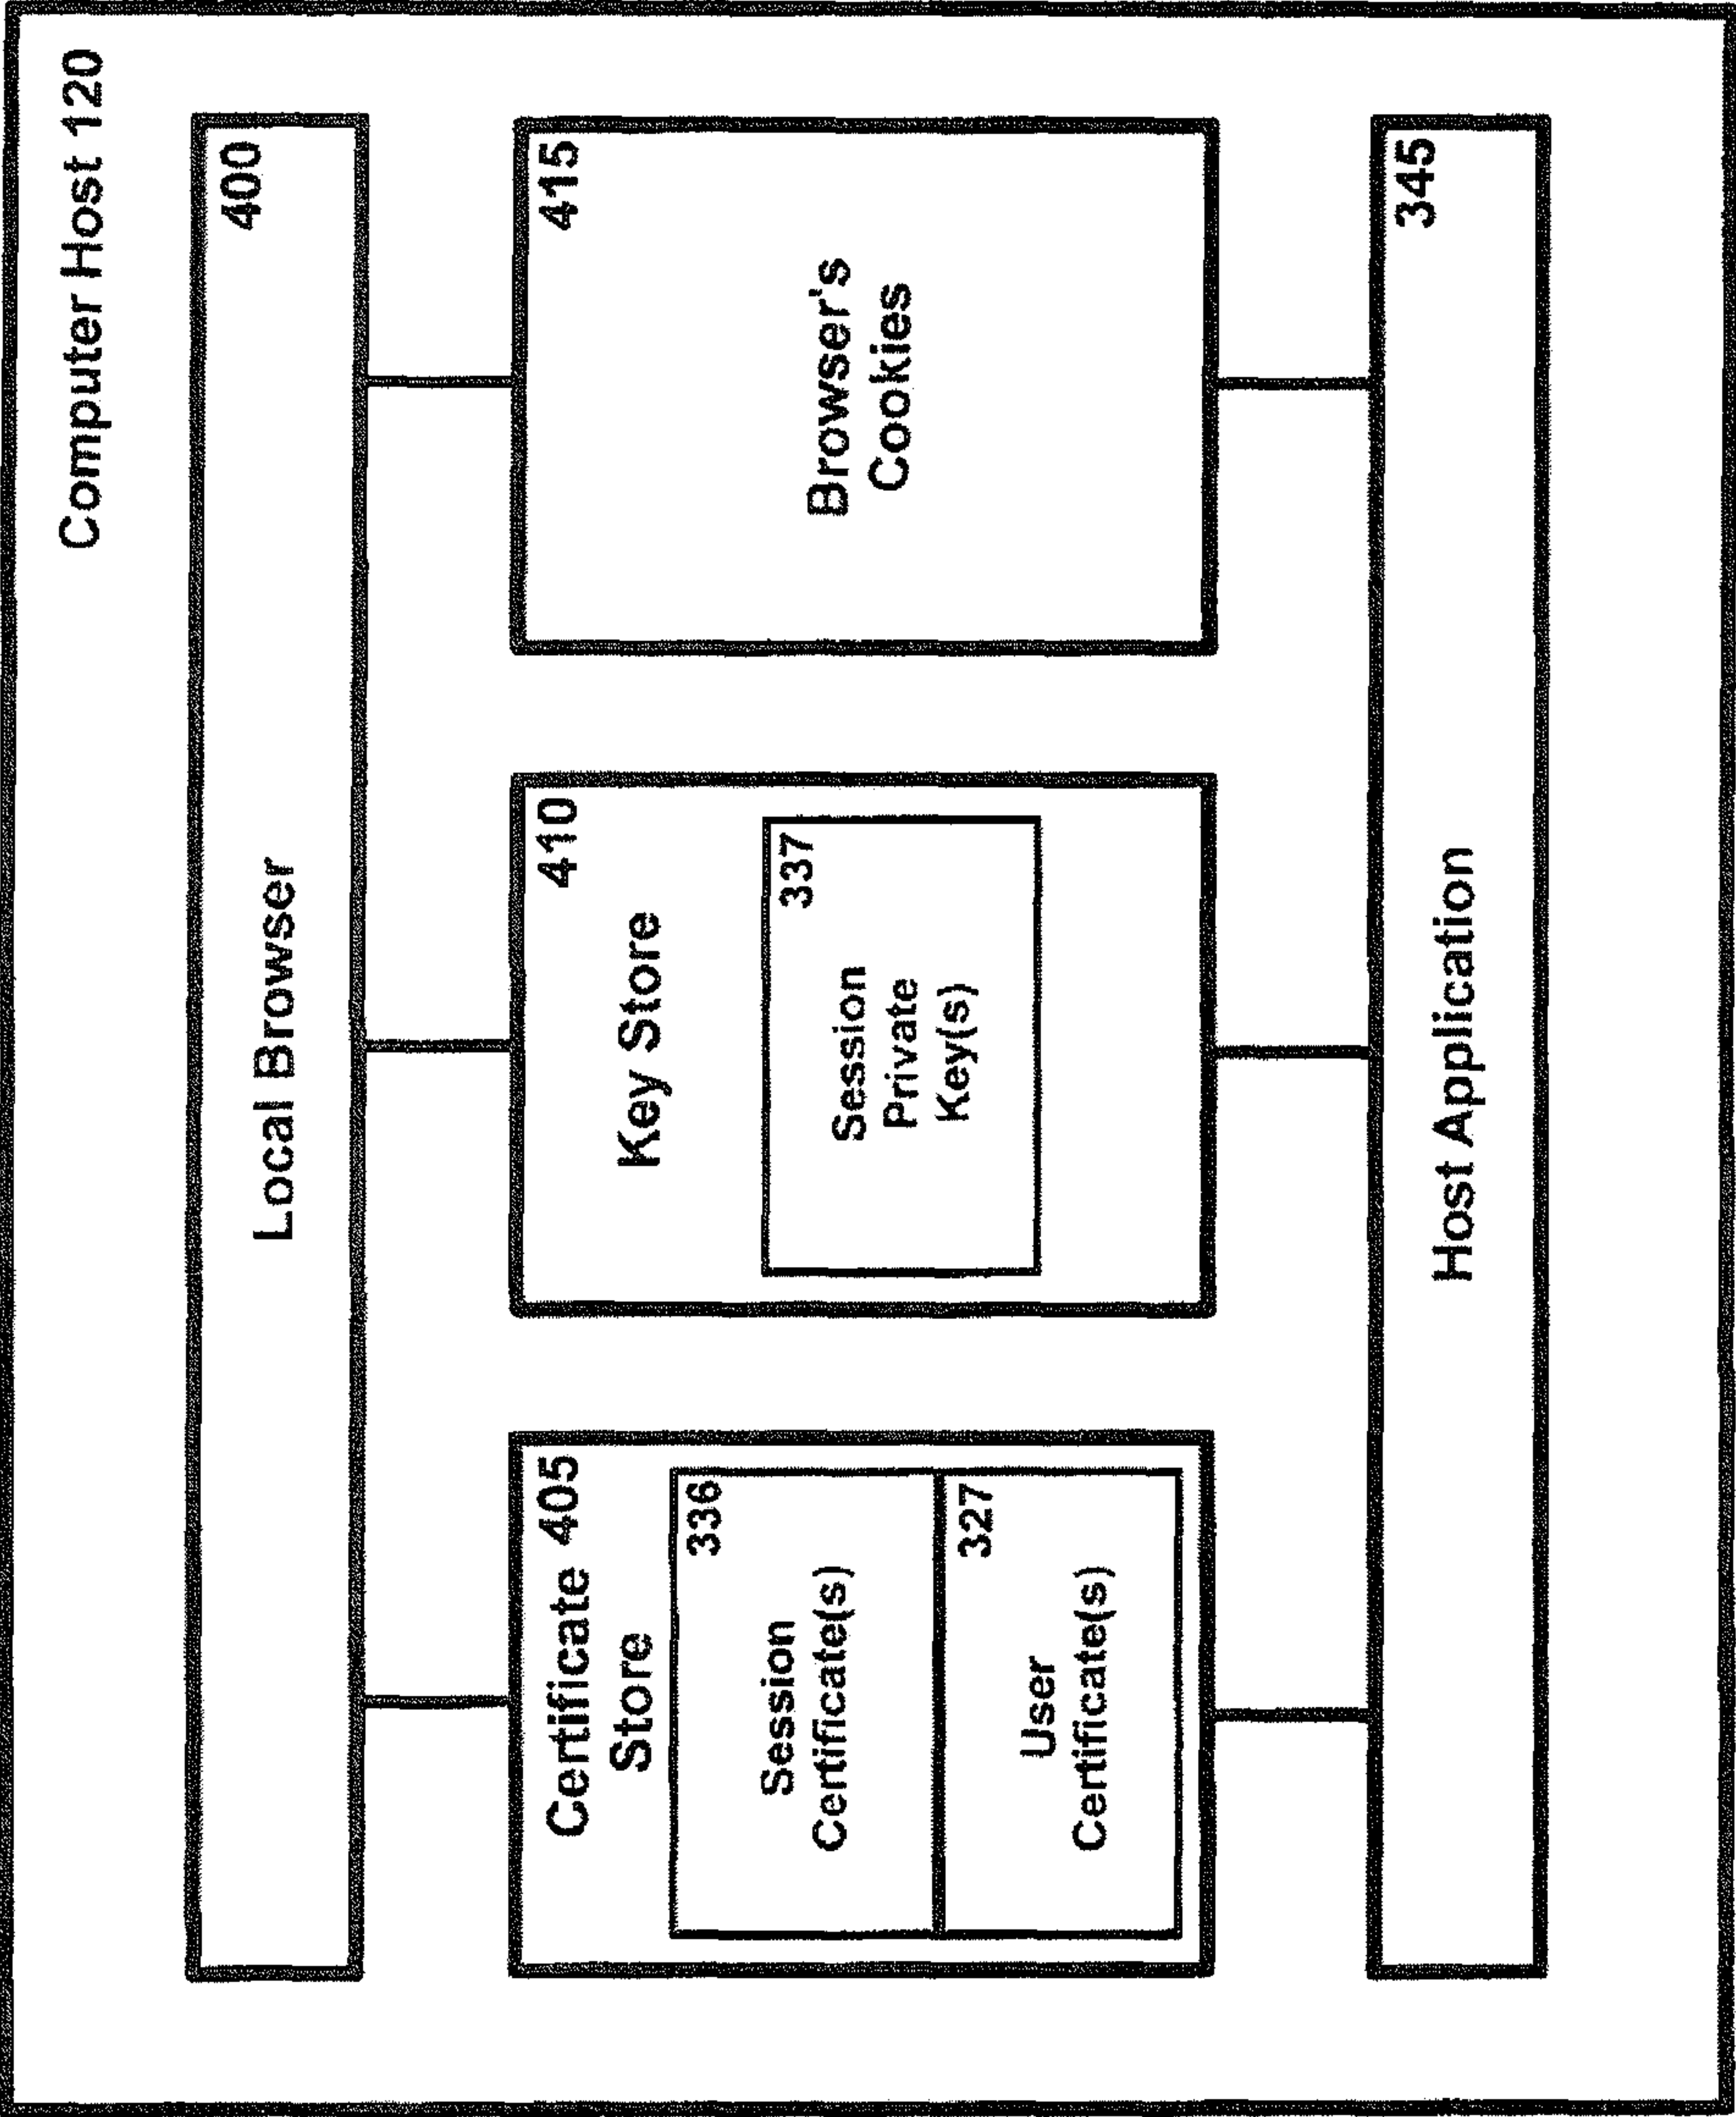 Computer Host 120
400
Local Browser
Certificate 405
Store
336
Session
Certificate(s)
327
User
Certificate(s)
410
Key Store
337
Session
Private
Key(s)
415
Browser's
Cookies
345
Host Application